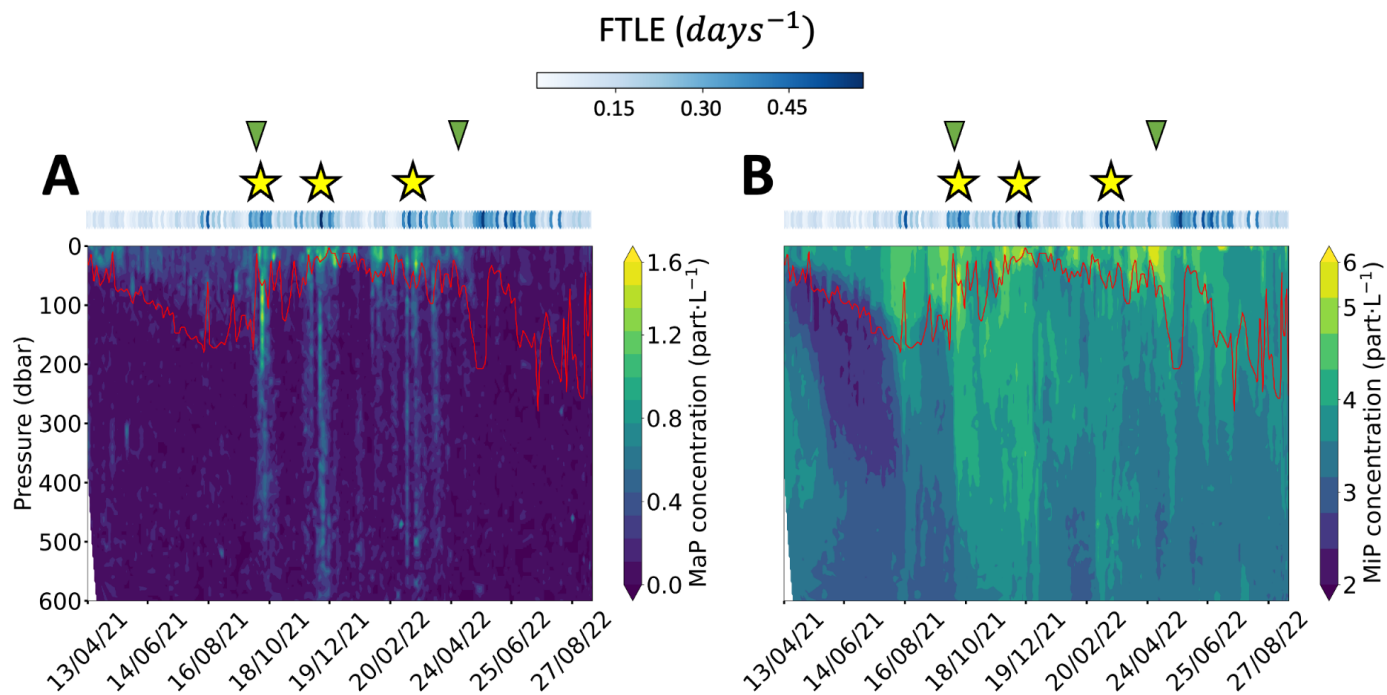 FTLE (days⁻¹)
0.15 0.30 0.45
A B
0
100
200
300
400
500
600
Pressure (dbar)
13/04/21 14/06/21 16/08/21 18/10/21 19/12/21 20/02/22 24/04/22 25/06/22 27/08/22
1.6
1.2
0.8
0.4
0.0
MaP concentration (part·L⁻¹)
13/04/21 14/06/21 16/08/21 18/10/21 19/12/21 20/02/22 24/04/22 25/06/22 27/08/22
6
5
4
3
2
MiP concentration (part·L⁻¹)